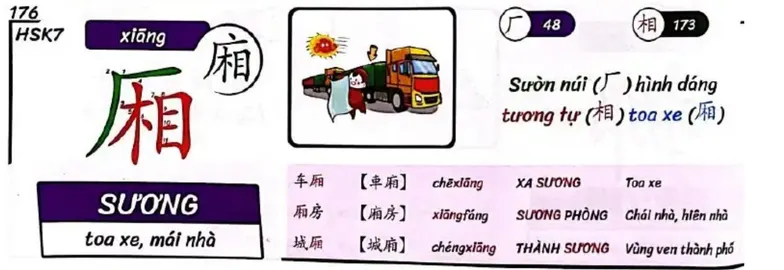 176
HSK7
xiāng
廂
厢
SƯƠNG
toa xe, mái nhà
厂 48
相 173
Sườn núi (厂) hình dáng
tương tự (相) toa xe (厢)
车厢 【車廂】 chēxiāng XA SƯƠNG Toa xe
厢房 【廂房】 xiāngfáng SƯƠNG PHÒNG Chái nhà, hiên nhà
城厢 【城廂】 chéngxiāng THÀNH SƯƠNG Vùng ven thành phố